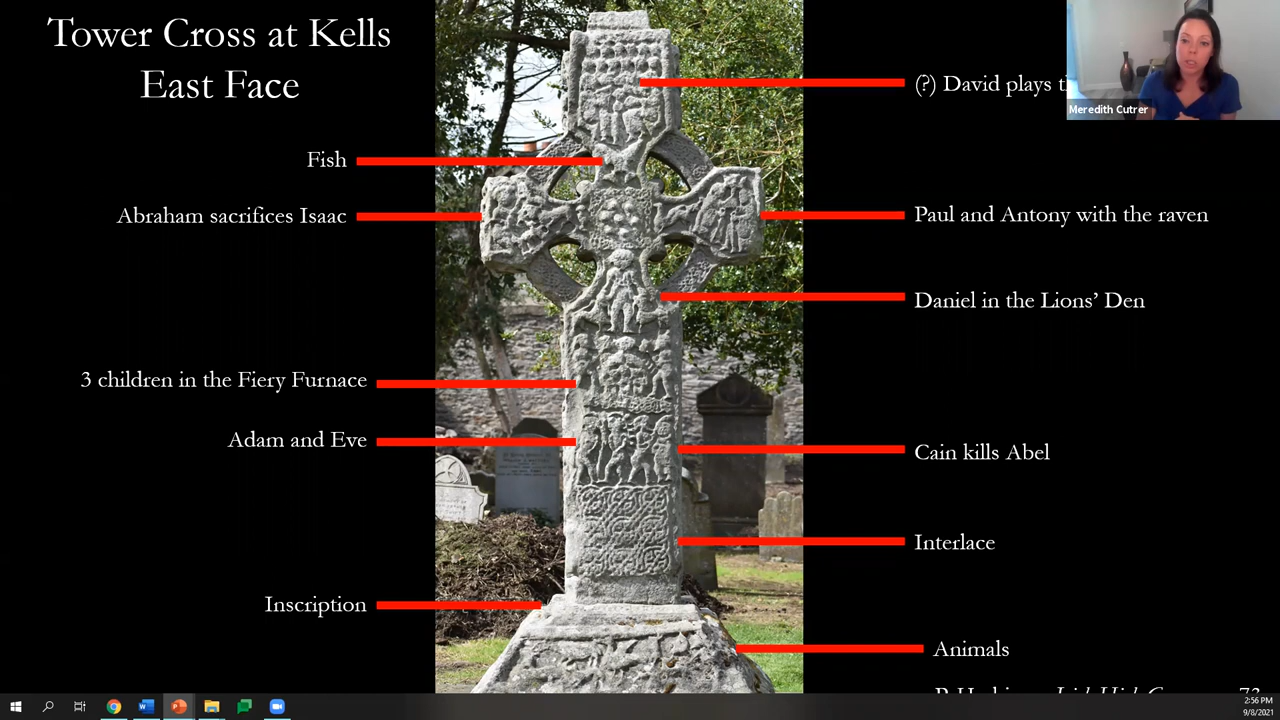 Tower Cross at Kells
East Face
(?) David plays
Meredith Cutrer
Fish
Abraham sacrifices Isaac
Paul and Antony with the raven
Daniel in the Lions’ Den
3 children in the Fiery Furnace
Adam and Eve
Cain kills Abel
Interlace
Inscription
Animals
2:56 PM
9/8/2021